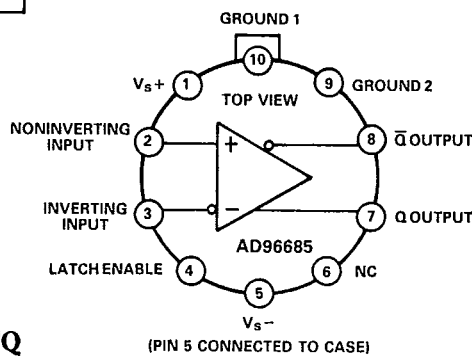 GROUND 1
10
VS+
1
9
GROUND 2
TOP VIEW
NONINVERTING
INPUT
2
+
8
Q̅ OUTPUT
INVERTING
INPUT
3
−
7
Q OUTPUT
AD96685
LATCH ENABLE
4
6
NC
5
VS−
Q
(PIN 5 CONNECTED TO CASE)